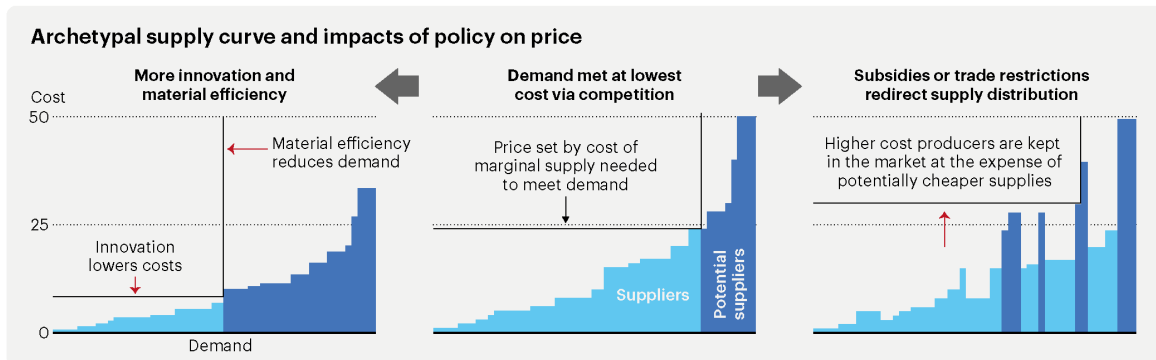 Archetypal supply curve and impacts of policy on price
More innovation and
material efficiency
Demand met at lowest
cost via competition
Subsidies or trade restrictions
redirect supply distribution
Cost
50
25
0
Material efficiency
reduces demand
Innovation
lowers costs
Demand
Price set by cost of
marginal supply needed
to meet demand
Suppliers
Potential
suppliers
Higher cost producers are kept
in the market at the expense of
potentially cheaper supplies